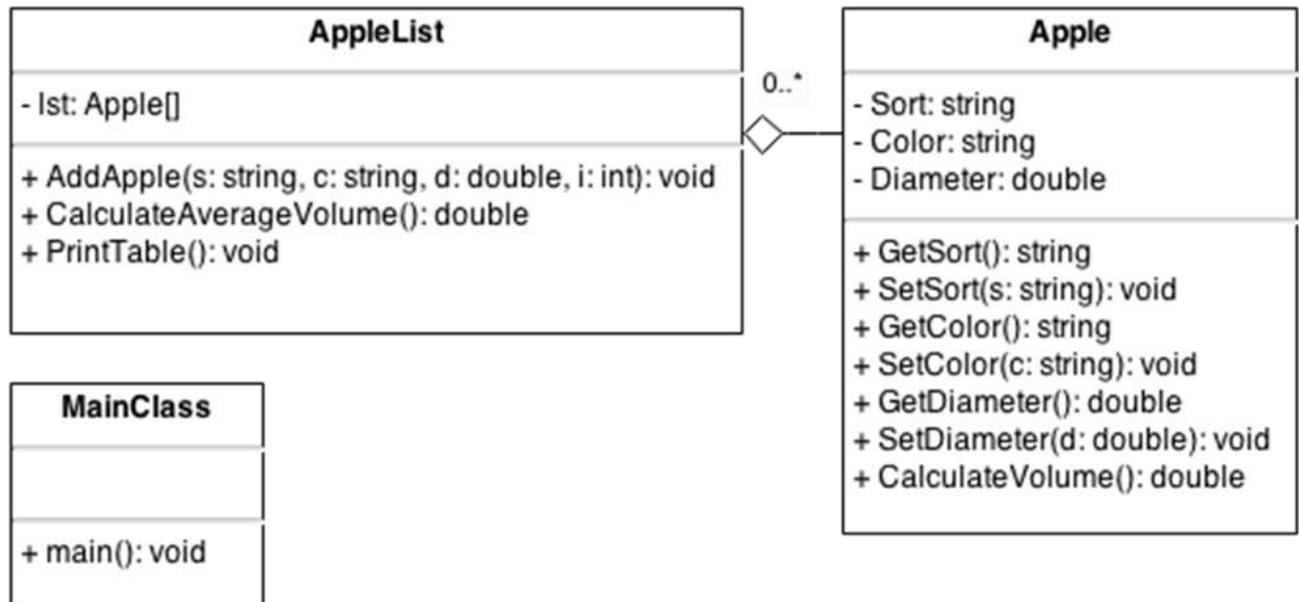 AppleList
- lst: Apple[]
+ AddApple(s: string, c: string, d: double, i: int): void
+ CalculateAverageVolume(): double
+ PrintTable(): void
0..*
Apple
- Sort: string
- Color: string
- Diameter: double
+ GetSort(): string
+ SetSort(s: string): void
+ GetColor(): string
+ SetColor(c: string): void
+ GetDiameter(): double
+ SetDiameter(d: double): void
+ CalculateVolume(): double
MainClass
+ main(): void